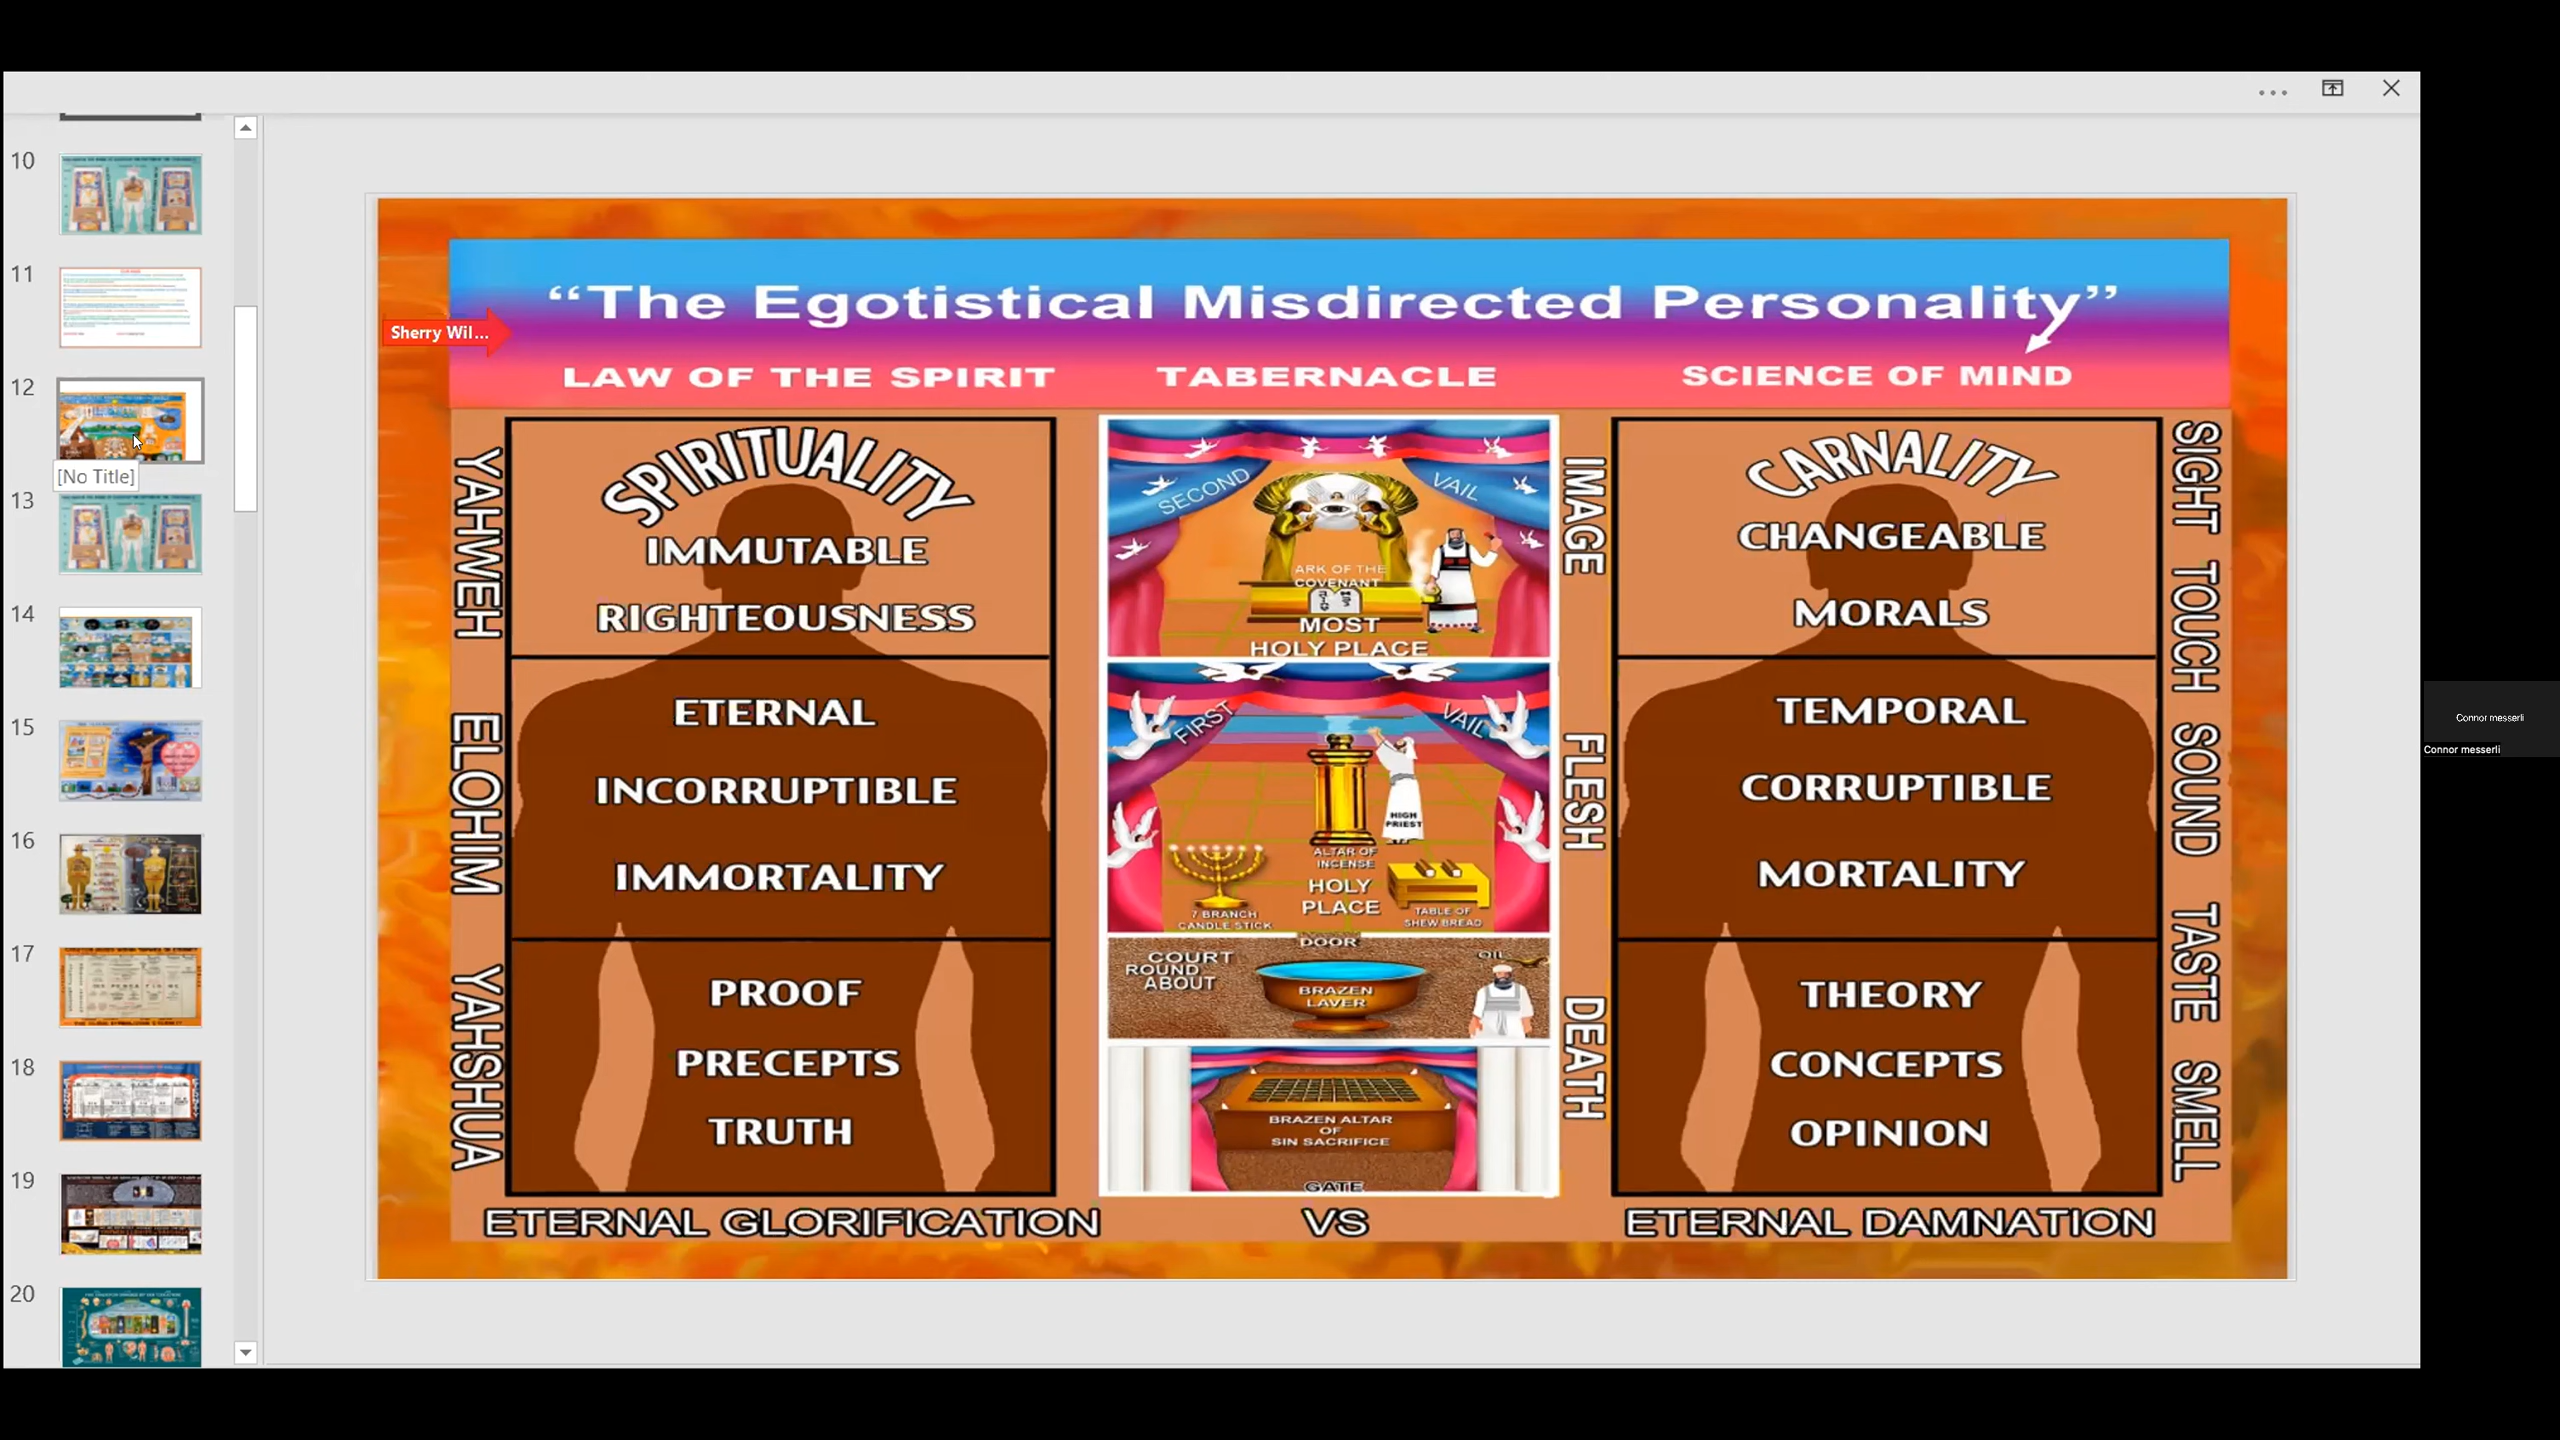 10
11
12
[No Title]
13
14
15
16
17
18
19
20
Sherry Wil...
“The Egotistical Misdirected Personality”
LAW OF THE SPIRIT
TABERNACLE
SCIENCE OF MIND
YAHWEH
ELOHIM
YAHSHUA
SPIRITUALITY
IMMUTABLE
RIGHTEOUSNESS
ETERNAL
INCORRUPTIBLE
IMMORTALITY
PROOF
PRECEPTS
TRUTH
SECOND
VAIL
ARK OF THE
COVENANT
MOST
HOLY PLACE
FIRST
VAIL
HIGH
PRIEST
ALTAR OF
INCENSE
HOLY
PLACE
7 BRANCH
CANDLE STICK
TABLE OF
SHEW BREAD
DOOR
COURT
ROUND
ABOUT
BRAZEN
LAVER
OIL
BRAZEN ALTAR
OF
SIN SACRIFICE
GATE
IMAGE
FLESH
DEATH
CARNALITY
CHANGEABLE
MORALS
TEMPORAL
CORRUPTIBLE
MORTALITY
THEORY
CONCEPTS
OPINION
SIGHT TOUCH SOUND TASTE SMELL
ETERNAL GLORIFICATION
VS
ETERNAL DAMNATION
Connor messerli
Connor messerli